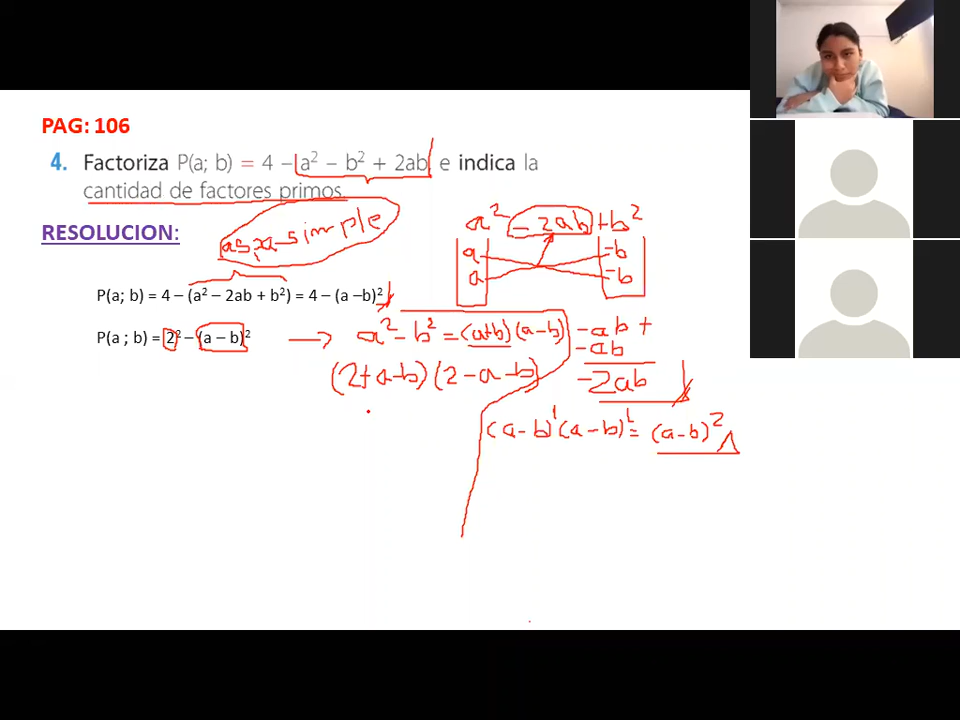 PAG: 106
4. Factoriza P(a; b) = 4 – a² – b² + 2ab e indica la
cantidad de factores primos.
RESOLUCION:
aspa simple
a² – 2ab + b²
a –b
a –b
P(a; b) = 4 – (a² – 2ab + b²) = 4 – (a –b)²
P(a ; b) = 2² – (a – b)²
→ a² – b² = (a+b) (a–b)
–ab +
–ab
–2ab
(2+a–b) (2–a–b)
(a–b)¹(a–b)¹= (a–b)²